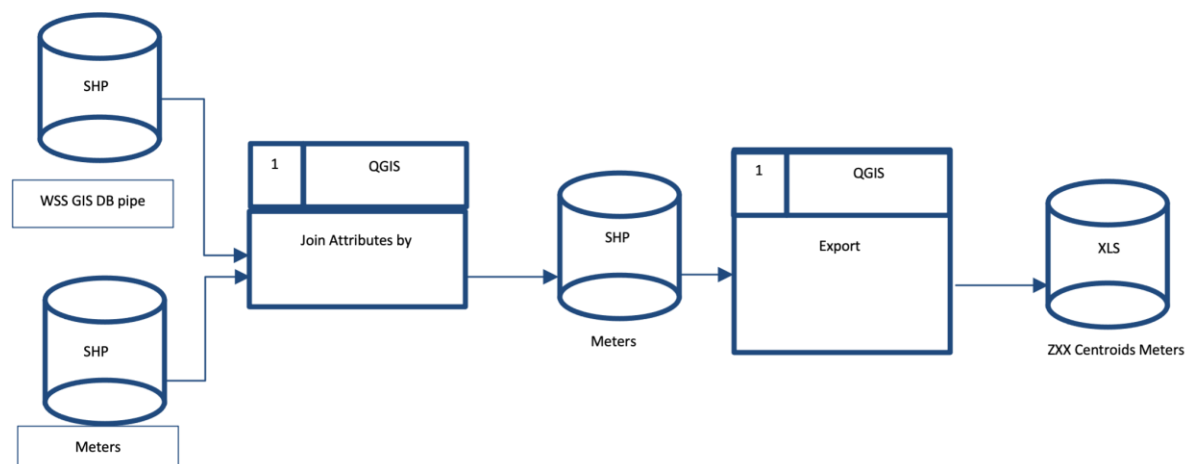 SHP
WSS GIS DB pipe
SHP
Meters
1
QGIS
Join Attributes by
SHP
Meters
1
QGIS
Export
XLS
ZXX Centroids Meters